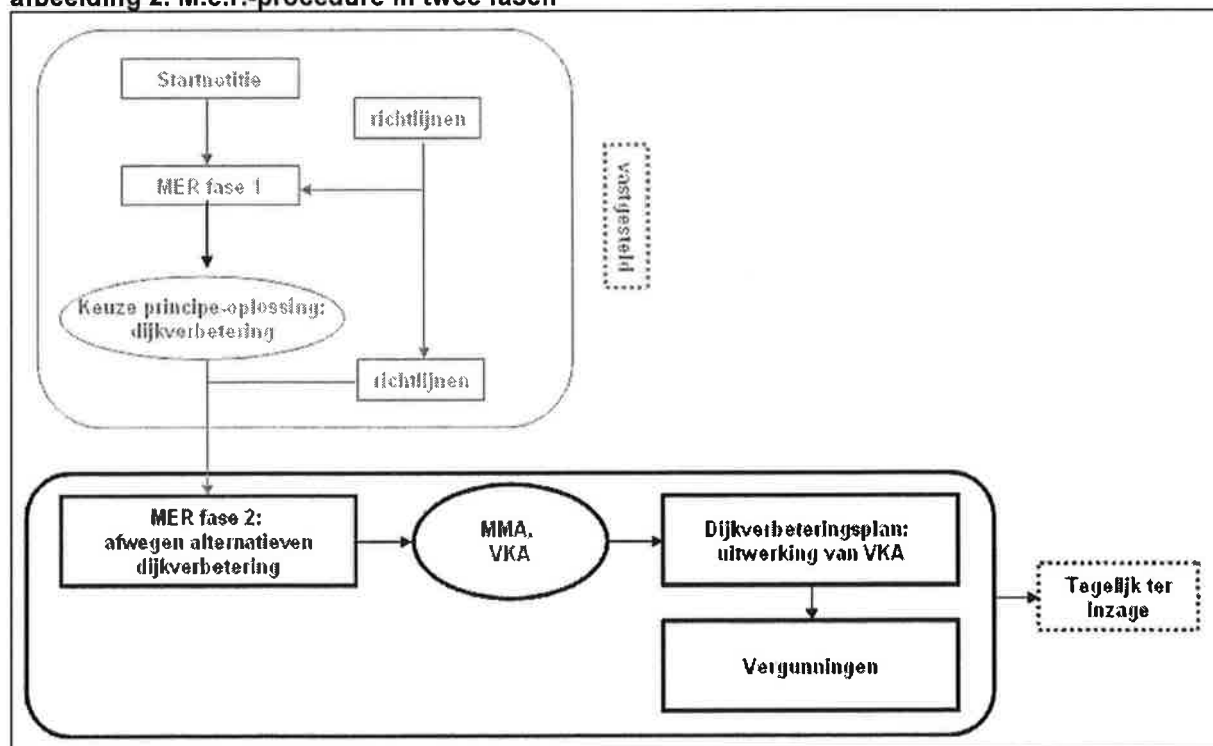 afbeelding 2. M.e.r.-procedure in twee fasen
Startnotitie
richtlijnen
MER fase 1
vastgesteld
Keuze principe-oplossing:
dijkverbetering
richtlijnen
MER fase 2:
afwegen alternatieven
dijkverbetering
MMA,
VKA
Dijkverbeteringsplan:
uitwerking van VKA
Tegelijk ter
inzage
Vergunningen